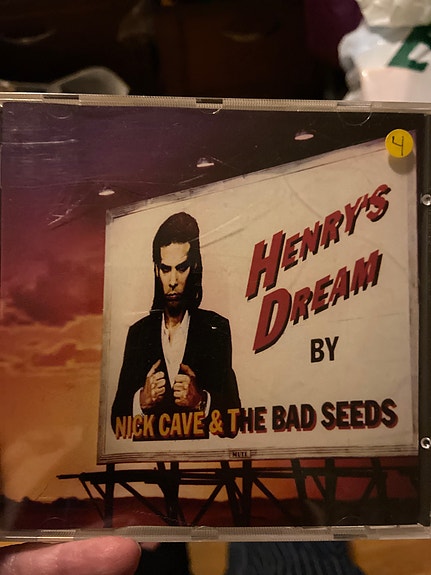 4
HENRY'S
DREAM
BY
NICK CAVE & THE BAD SEEDS
MUTE